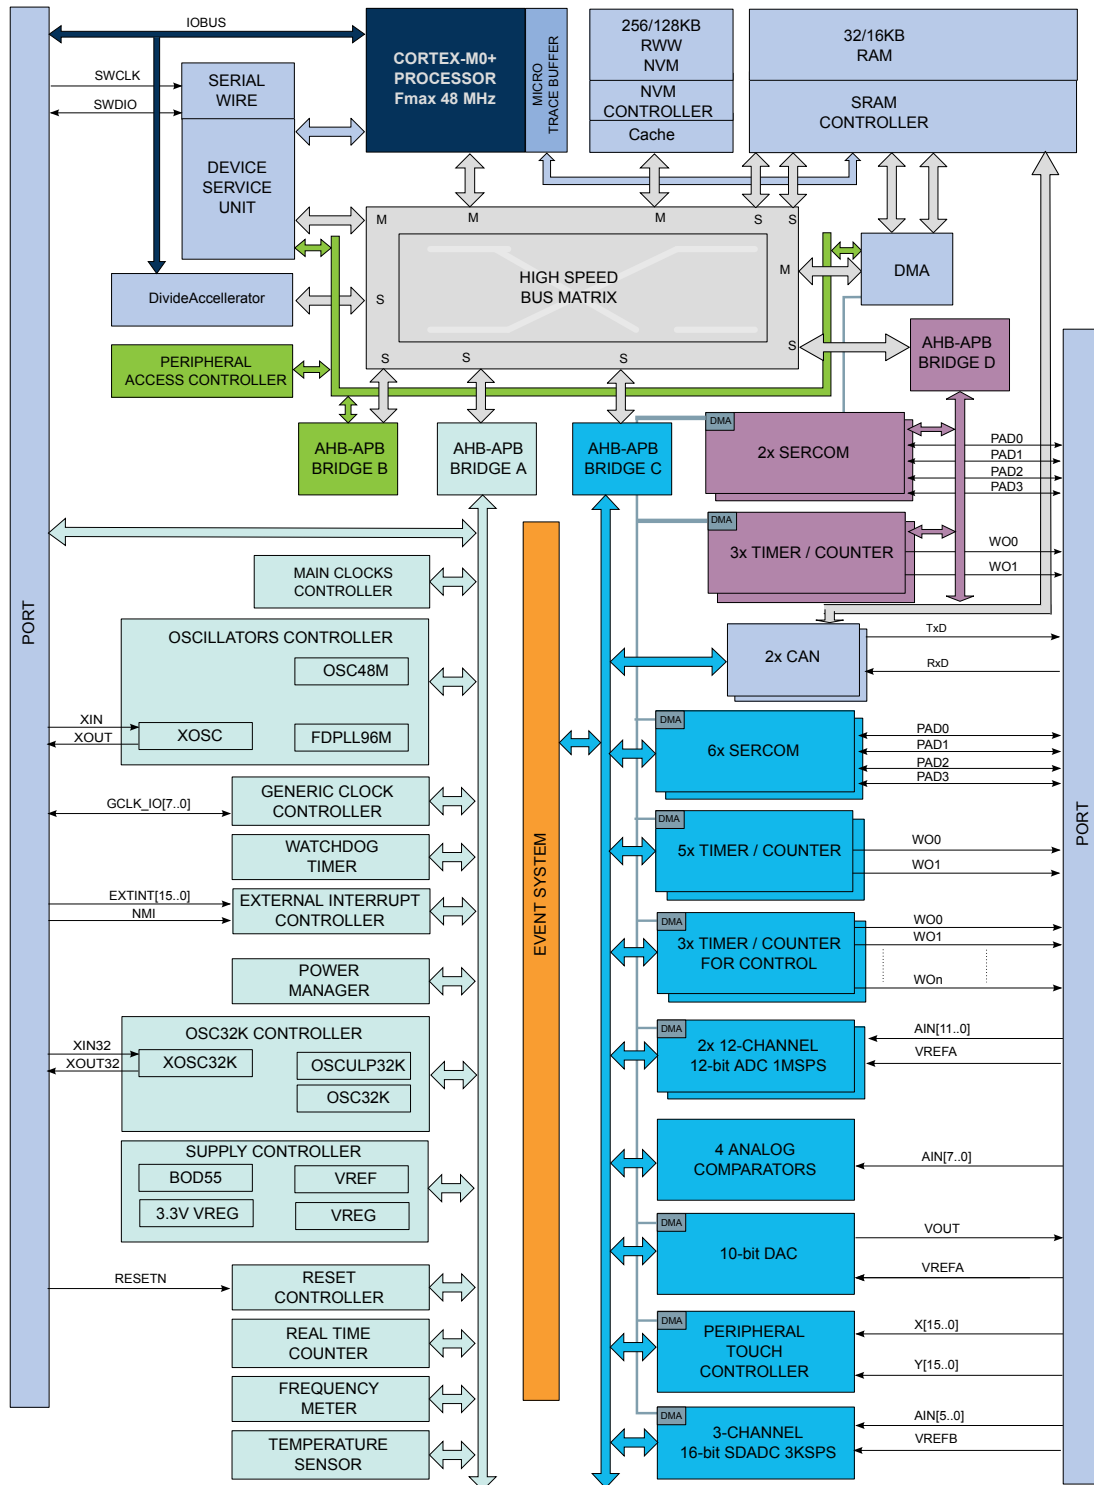 IOBUS
SWCLK
SWDIO
SERIAL
WIRE
DEVICE
SERVICE
UNIT
CORTEX-M0+
PROCESSOR
Fmax 48 MHz
MICRO
TRACE BUFFER
256/128KB
RWW
NVM
NVM
CONTROLLER
Cache
32/16KB
RAM
SRAM
CONTROLLER
M
M
M
S
S
HIGH SPEED
BUS MATRIX
M
S
S
S
S
S
DMA
DivideAccellerator
PERIPHERAL
ACCESS CONTROLLER
AHB-APB
BRIDGE D
AHB-APB
BRIDGE B
AHB-APB
BRIDGE A
AHB-APB
BRIDGE C
DMA
2x SERCOM
PAD0
PAD1
PAD2
PAD3
DMA
3x TIMER / COUNTER
WO0
WO1
PORT
EVENT SYSTEM
PORT
MAIN CLOCKS
CONTROLLER
OSCILLATORS CONTROLLER
OSC48M
XIN
XOUT
XOSC
FDPLL96M
GCLK_IO[7..0]
GENERIC CLOCK
CONTROLLER
WATCHDOG
TIMER
EXTINT[15..0]
NMI
EXTERNAL INTERRUPT
CONTROLLER
POWER
MANAGER
OSC32K CONTROLLER
XIN32
XOUT32
XOSC32K
OSCULP32K
OSC32K
SUPPLY CONTROLLER
BOD55
VREF
3.3V VREG
VREG
RESETN
RESET
CONTROLLER
REAL TIME
COUNTER
FREQUENCY
METER
TEMPERATURE
SENSOR
2x CAN
TxD
RxD
DMA
6x SERCOM
PAD0
PAD1
PAD2
PAD3
DMA
5x TIMER / COUNTER
WO0
WO1
DMA
3x TIMER / COUNTER
FOR CONTROL
WO0
WO1
WOn
DMA
2x 12-CHANNEL
12-bit ADC 1MSPS
AIN[11..0]
VREFA
4 ANALOG
COMPARATORS
AIN[7..0]
DMA
10-bit DAC
VOUT
VREFA
DMA
PERIPHERAL
TOUCH
CONTROLLER
X[15..0]
Y[15..0]
DMA
3-CHANNEL
16-bit SDADC 3KSPS
AIN[5..0]
VREFB